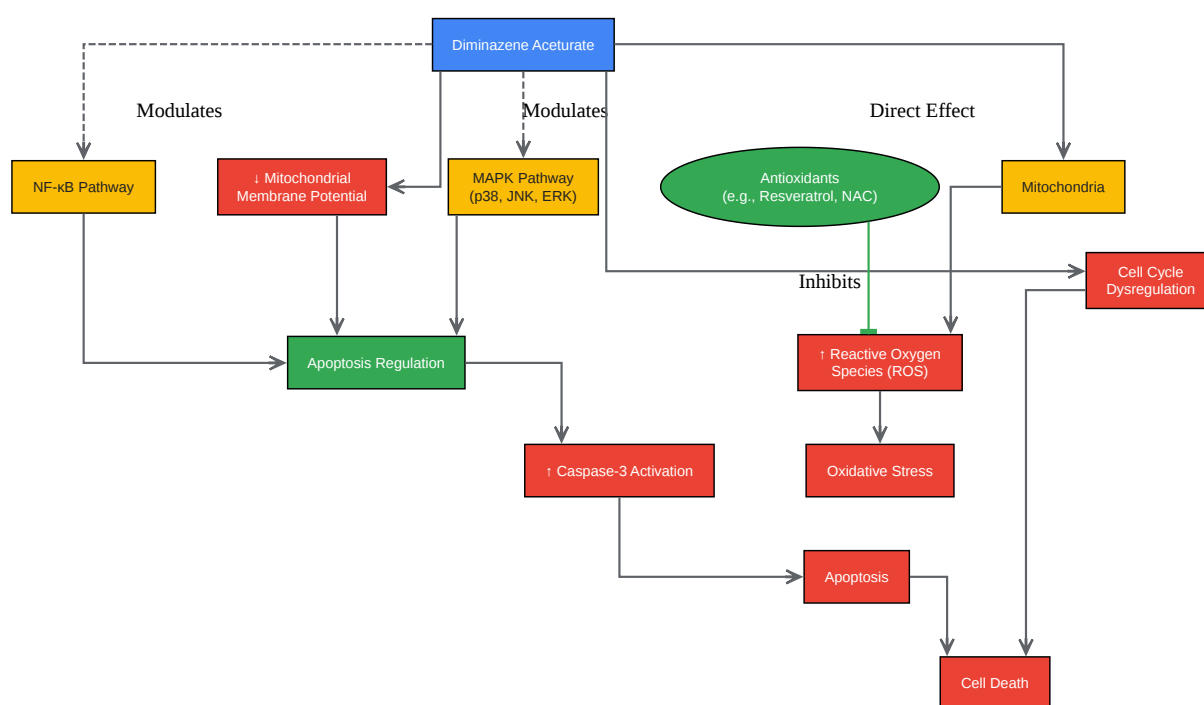 Diminazene Aceturate
Modulates
Modulates
Direct Effect
NF-κB Pathway
↓ Mitochondrial
Membrane Potential
MAPK Pathway
(p38, JNK, ERK)
Antioxidants
(e.g., Resveratrol, NAC)
Mitochondria
Inhibits
Cell Cycle
Dysregulation
Apoptosis Regulation
↑ Reactive Oxygen
Species (ROS)
↑ Caspase-3 Activation
Oxidative Stress
Apoptosis
Cell Death